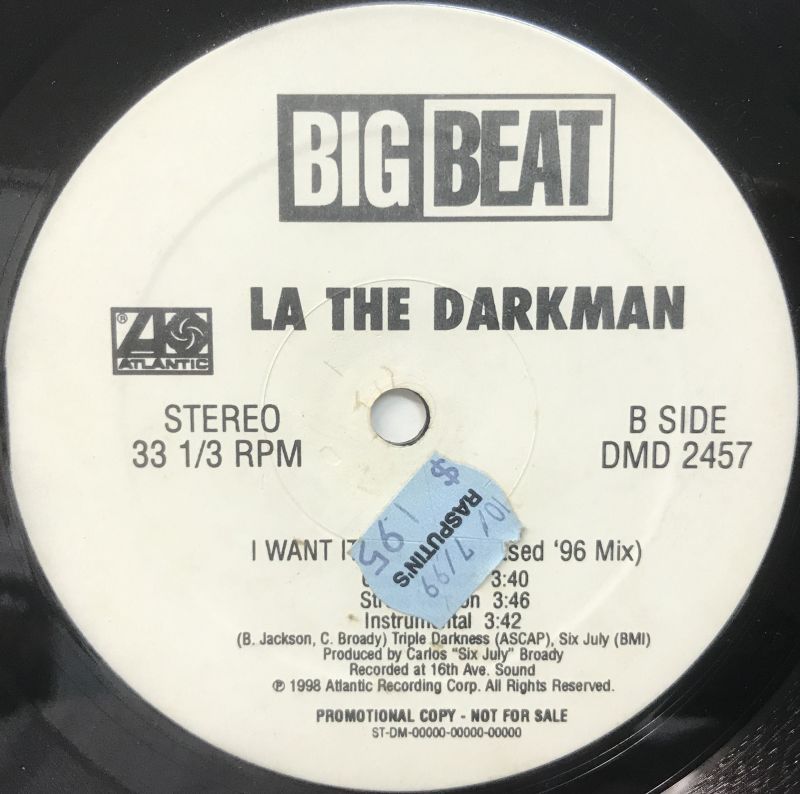 BIG BEAT
LA THE DARKMAN
® ATLANTIC
STEREO
33 1/3 RPM
B SIDE
DMD 2457
$ 1.95
RASPUTIN'S
10/7/99
I WANT IT '96 Mix)
3:40
3:46
Instrumental 3:42
(B. Jackson, C. Broady) Triple Darkness (ASCAP), Six July (BMI)
Produced by Carlos "Six July" Broady
Recorded at 16th Ave. Sound
℗ 1998 Atlantic Recording Corp. All Rights Reserved.
PROMOTIONAL COPY - NOT FOR SALE
ST-DM-00000-00000-00000